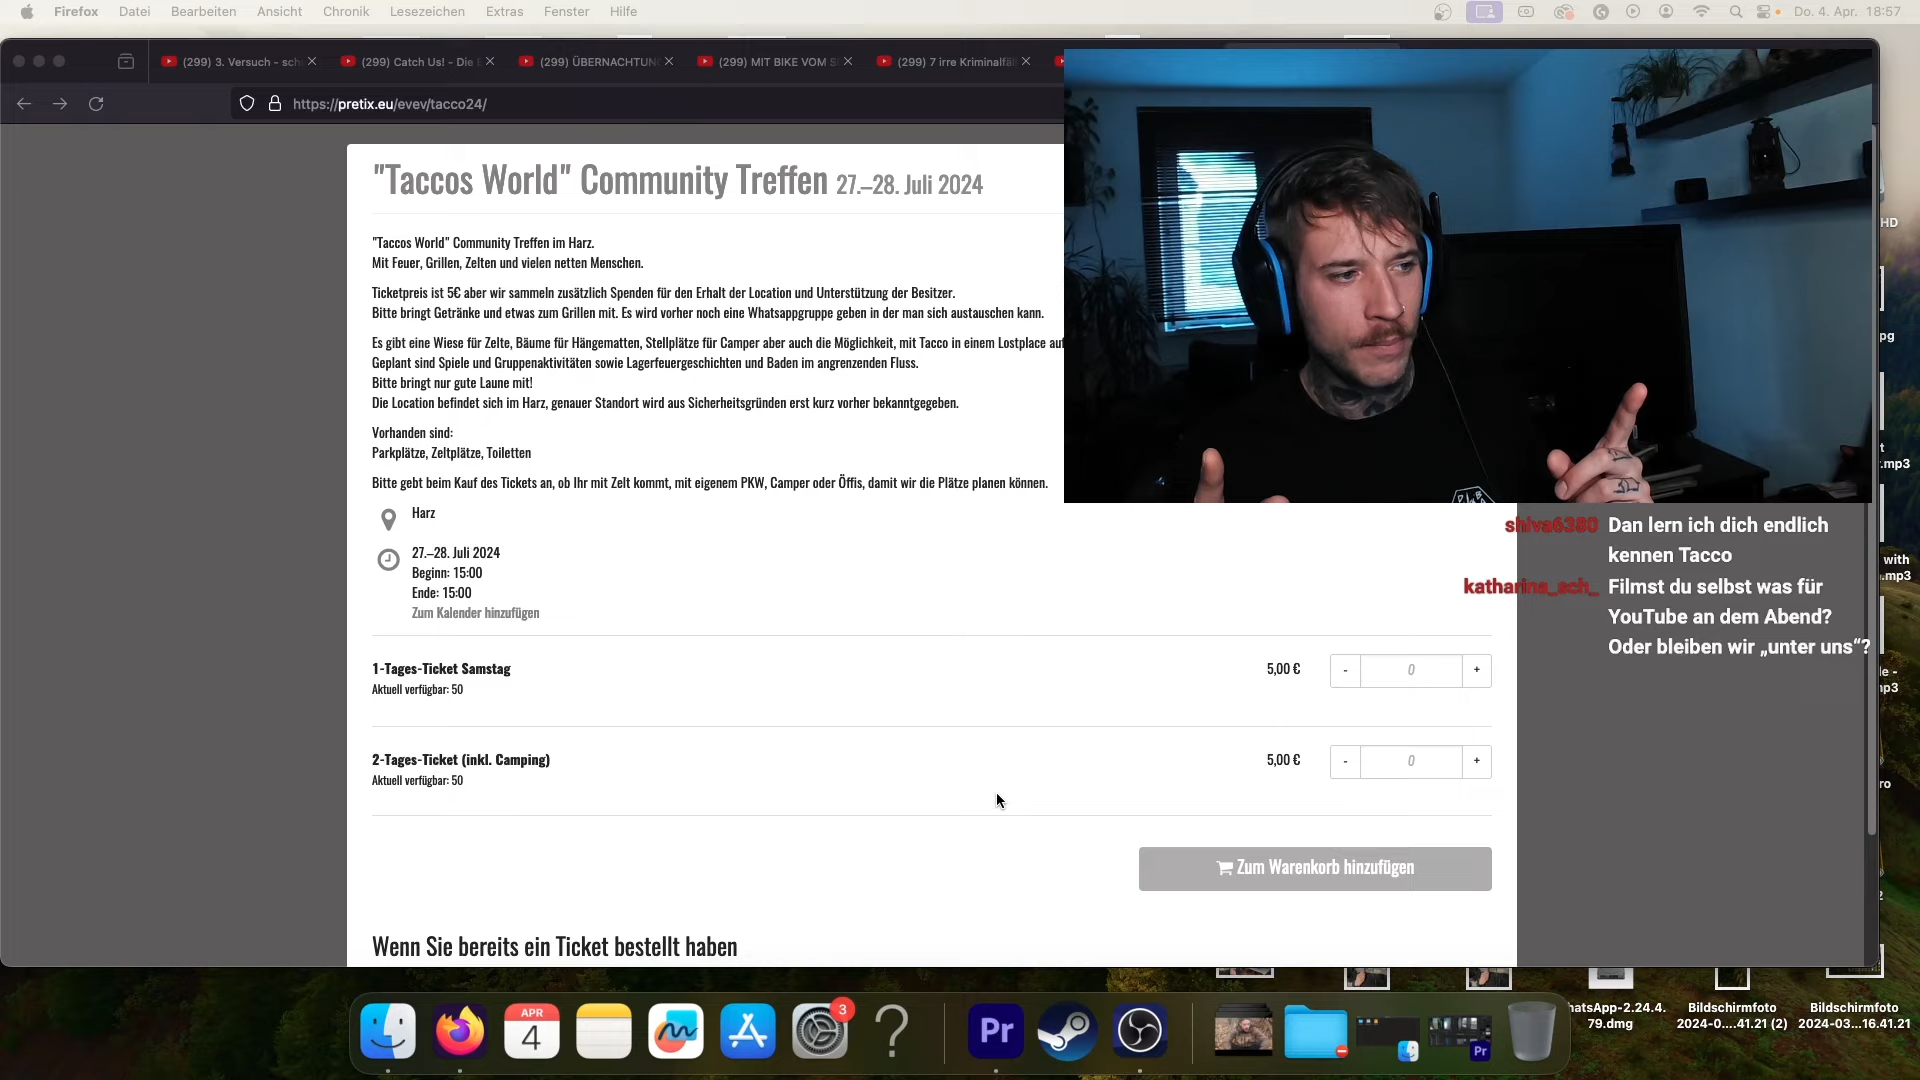 Firefox Datei Bearbeiten Ansicht Chronik Lesezeichen Extras Fenster Hilfe
Do. 4. Apr. 18:57
(299) 3. Versuch - sch
(299) Catch Us! - Die
(299) ÜBERNACHTUN
(299) MIT BIKE VOM S
(299) 7 irre Kriminalfäl
https://pretix.eu/evev/tacco24/
"Taccos World" Community Treffen 27.–28. Juli 2024
"Taccos World" Community Treffen im Harz.
Mit Feuer, Grillen, Zelten und vielen netten Menschen.
Ticketpreis ist 5€ aber wir sammeln zusätzlich Spenden für den Erhalt der Location und Unterstützung der Besitzer.
Bitte bringt Getränke und etwas zum Grillen mit. Es wird vorher noch eine Whatsappgruppe geben in der man sich austauschen kann.
Es gibt eine Wiese für Zelte, Bäume für Hängematten, Stellplätze für Camper aber auch die Möglichkeit, mit Tacco in einem Lostplace auf
Geplant sind Spiele und Gruppenaktivitäten sowie Lagerfeuergeschichten und Baden im angrenzenden Fluss.
Bitte bringt nur gute Laune mit!
Die Location befindet sich im Harz, genauer Standort wird aus Sicherheitsgründen erst kurz vorher bekanntgegeben.
Vorhanden sind:
Parkplätze, Zeltplätze, Toiletten
Bitte gebt beim Kauf des Tickets an, ob Ihr mit Zelt kommt, mit eigenem PKW, Camper oder Öffis, damit wir die Plätze planen können.
Harz
27.–28. Juli 2024
Beginn: 15:00
Ende: 15:00
Zum Kalender hinzufügen
1-Tages-Ticket Samstag 5,00 € - 0 +
Aktuell verfügbar: 50
2-Tages-Ticket (inkl. Camping) 5,00 € - 0 +
Aktuell verfügbar: 50
Zum Warenkorb hinzufügen
Wenn Sie bereits ein Ticket bestellt haben
shiva6380 Dan lern ich dich endlich
kennen Tacco
katharina_sch_ Filmst du selbst was für
YouTube an dem Abend?
Oder bleiben wir „unter uns“?
HD
pg
t
.mp3
with
n.mp3
le -
np3
ro
2
APR
4
3
?
Pr
Pr
hatsApp-2.24.4.
79.dmg
Bildschirmfoto
2024-0....41.21 (2)
Bildschirmfoto
2024-03...16.41.21